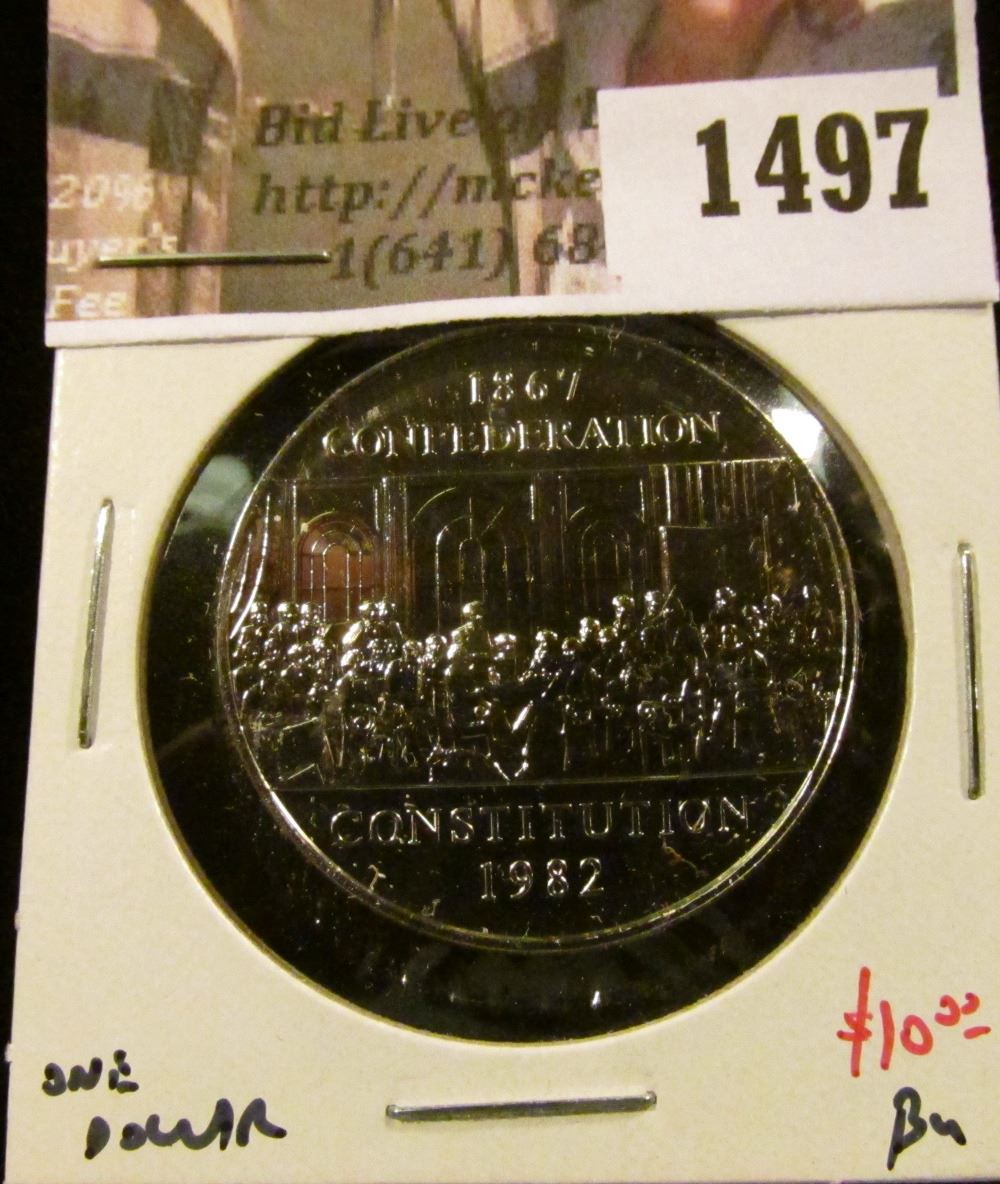 Bid Live
1497
20%
http://mcke
uyer's
1(641) 68
Fee
1867
CONFEDERATION
CONSTITUTION
1982
$10.00
ONE
DOLLAR
BU